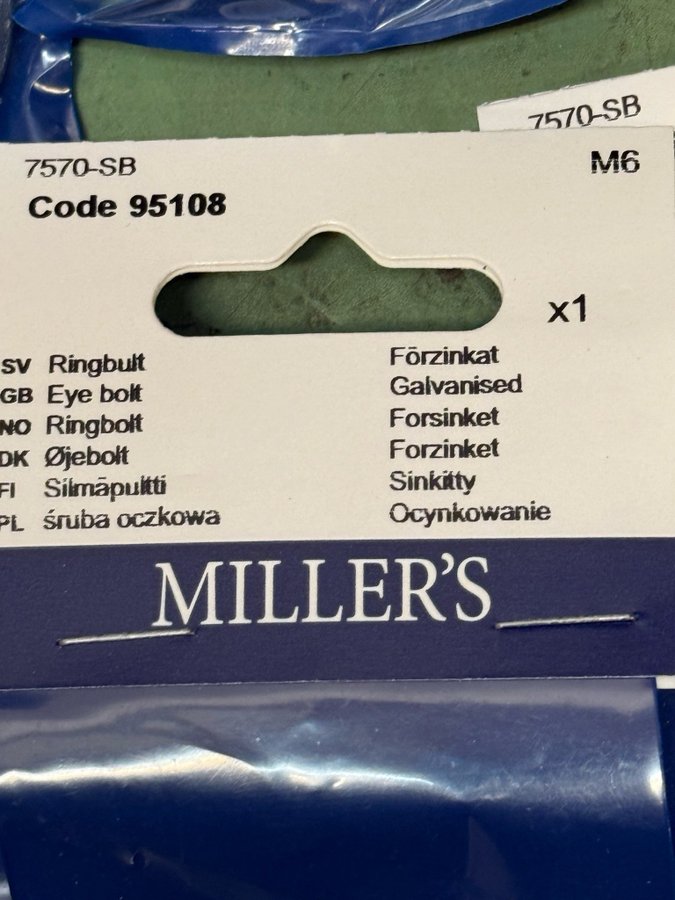 7570-SB
7570-SB
M6
Code 95108
x1
SV Ringbult Förzinkat
GB Eye bolt Galvanised
NO Ringbolt Forsinket
DK Øjebolt Forzinket
FI Silmäpultti Sinkitty
PL śruba oczkowa Ocynkowanie
MILLER'S